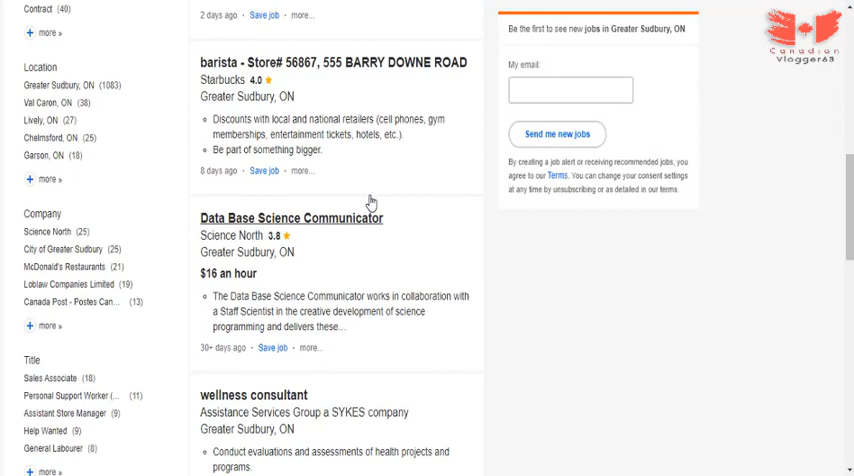 Contract (40)
+ more »
Location
Greater Sudbury, ON (1083)
Val Caron, ON (38)
Lively, ON (27)
Chelmsford, ON (25)
Garson, ON (18)
+ more »
Company
Science North (25)
City of Greater Sudbury (25)
McDonald's Restaurants (21)
Loblaw Companies Limited (19)
Canada Post - Postes Can... (13)
+ more »
Title
Sales Associate (18)
Personal Support Worker (... (11)
Assistant Store Manager (9)
Help Wanted (9)
General Labourer (8)
+ more »
2 days ago · Save job · more...
barista - Store# 56867, 555 BARRY DOWNE ROAD
Starbucks 4.0 ★
Greater Sudbury, ON
Discounts with local and national retailers (cell phones, gym
memberships, entertainment tickets, hotels, etc.).
Be part of something bigger.
8 days ago · Save job · more...
Data Base Science Communicator
Science North 3.8 ★
Greater Sudbury, ON
$16 an hour
The Data Base Science Communicator works in collaboration with
a Staff Scientist in the creative development of science
programming and delivers these...
30+ days ago · Save job · more...
wellness consultant
Assistance Services Group a SYKES company
Greater Sudbury, ON
Conduct evaluations and assessments of health projects and
programs.
Be the first to see new jobs in Greater Sudbury, ON
My email:
Send me new jobs
By creating a job alert or receiving recommended jobs, you
agree to our Terms. You can change your consent settings
at any time by unsubscribing or as detailed in our terms.
Canadian
Vlogger63